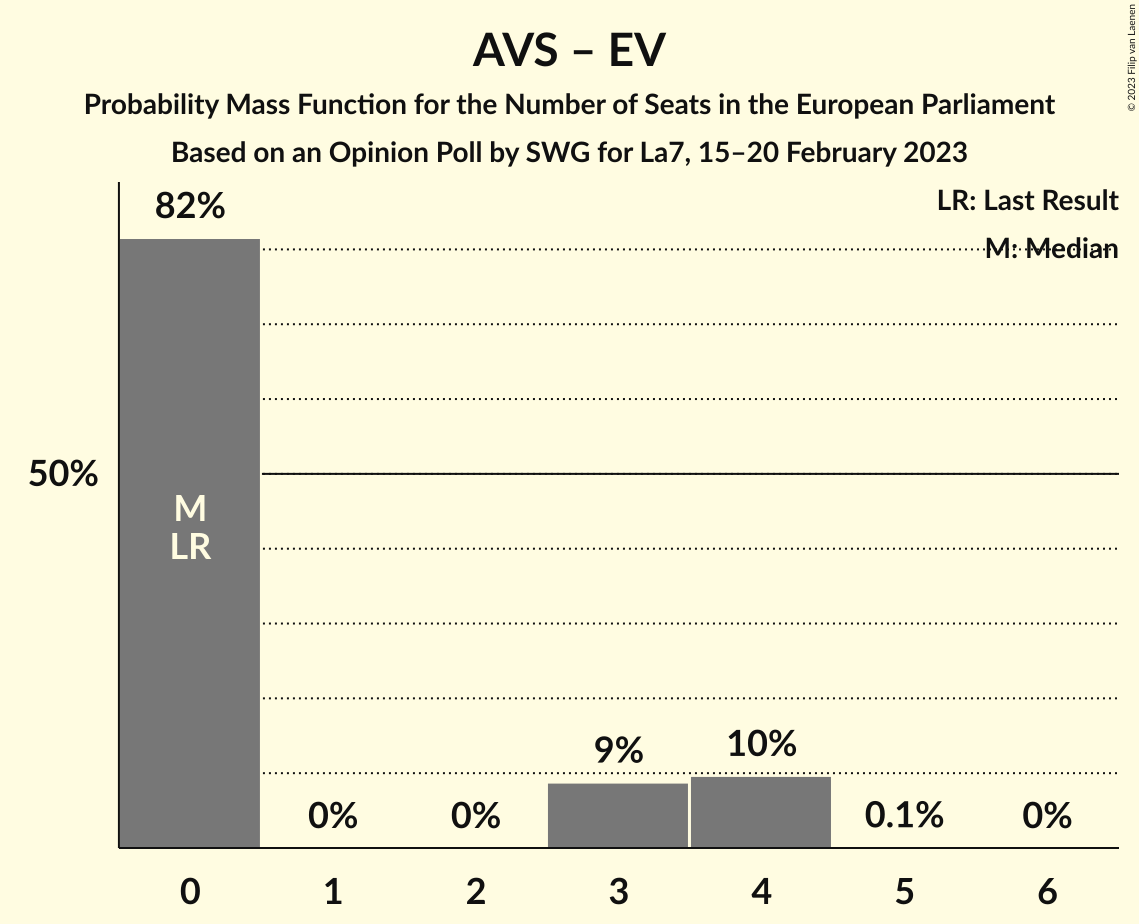 AVS – EV
Probability Mass Function for the Number of Seats in the European Parliament
Based on an Opinion Poll by SWG for La7, 15–20 February 2023
© 2023 Filip van Laenen
LR: Last Result
M: Median
82%
50%
M
LR
9%
10%
0%
0%
0.1%
0%
0
1
2
3
4
5
6